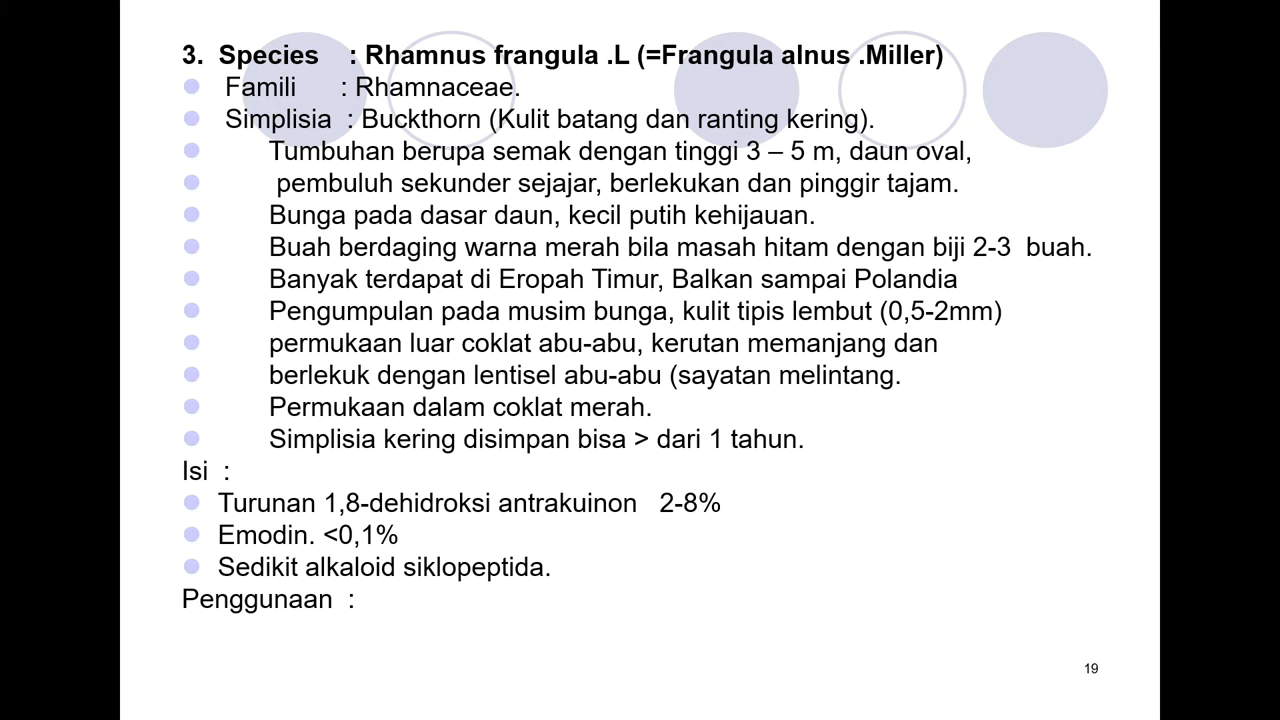 3. Species : Rhamnus frangula .L (=Frangula alnus .Miller)
Famili : Rhamnaceae.
Simplisia : Buckthorn (Kulit batang dan ranting kering).
Tumbuhan berupa semak dengan tinggi 3 – 5 m, daun oval,
pembuluh sekunder sejajar, berlekukan dan pinggir tajam.
Bunga pada dasar daun, kecil putih kehijauan.
Buah berdaging warna merah bila masah hitam dengan biji 2-3 buah.
Banyak terdapat di Eropah Timur, Balkan sampai Polandia
Pengumpulan pada musim bunga, kulit tipis lembut (0,5-2mm)
permukaan luar coklat abu-abu, kerutan memanjang dan
berlekuk dengan lentisel abu-abu (sayatan melintang.
Permukaan dalam coklat merah.
Simplisia kering disimpan bisa > dari 1 tahun.
Isi :
Turunan 1,8-dehidroksi antrakuinon 2-8%
Emodin. <0,1%
Sedikit alkaloid siklopeptida.
Penggunaan :
19